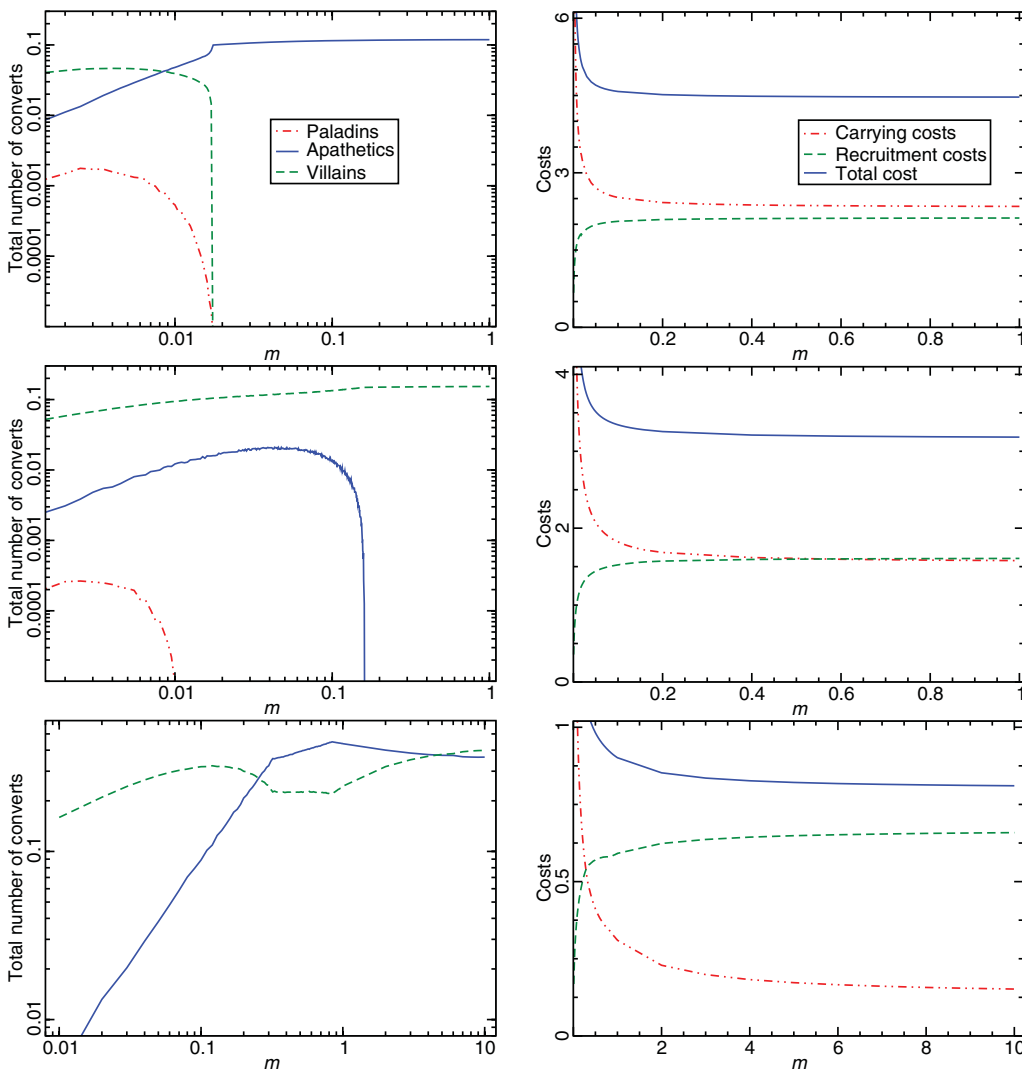 Total number of converts
0.1
0.01
0.001
0.0001
Paladins
Apathetics
Villains
0.01
0.1
1
m
Costs
6
3
0
Carrying costs
Recruitment costs
Total cost
0.2
0.4
0.6
0.8
1
m
Total number of converts
0.1
0.01
0.001
0.0001
0.01
0.1
1
m
Costs
4
2
0
0.2
0.4
0.6
0.8
1
m
Total number of converts
0.1
0.01
0.01
0.1
1
10
m
Costs
1
0.5
0
2
4
6
8
10
m